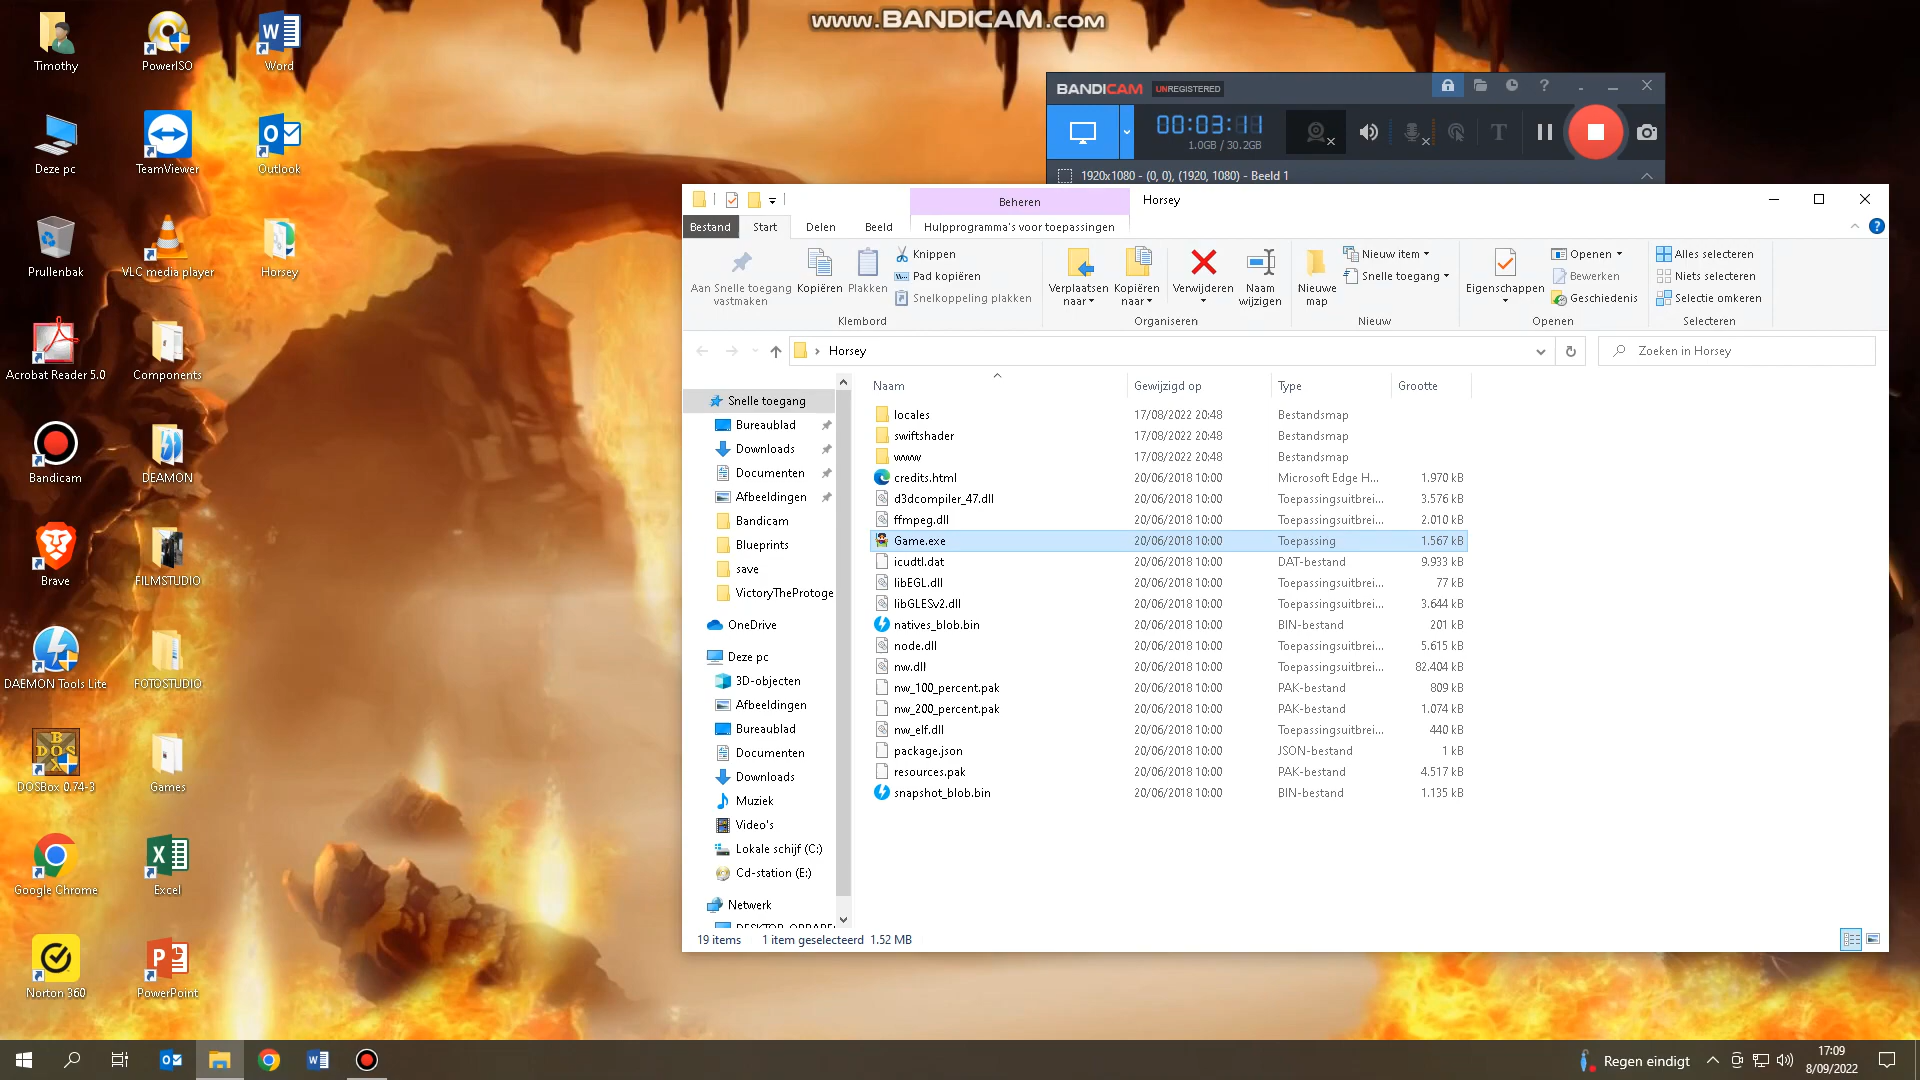 www.BANDICAM.com
Timothy
PowerISO
Word
Deze pc
TeamViewer
Outlook
Prullenbak
VLC media player
Horsey
Acrobat Reader 5.0
Components
Bandicam
DEAMON
Brave
FILMSTUDIO
DAEMON Tools Lite
FOTOSTUDIO
DOSBox 0.74-3
Games
Google Chrome
Excel
Norton 360
PowerPoint
BANDICAM UNREGISTERED
00:03:11
1.0GB / 30.2GB
1920x1080 - (0, 0), (1920, 1080) - Beeld 1
Beheren
Horsey
Bestand
Start
Delen
Beeld
Hulpprogramma's voor toepassingen
Aan Snelle toegang vastmaken
Kopiëren
Plakken
Knippen
Pad kopiëren
Snelkoppeling plakken
Klembord
Verplaatsen naar
Kopiëren naar
Verwijderen
Naam wijzigen
Organiseren
Nieuwe map
Nieuw item
Snelle toegang
Nieuw
Eigenschappen
Openen
Bewerken
Geschiedenis
Openen
Alles selecteren
Niets selecteren
Selectie omkeren
Selecteren
Horsey
Zoeken in Horsey
Snelle toegang
Bureaublad
Downloads
Documenten
Afbeeldingen
Bandicam
Blueprints
save
VictoryTheProtoge
OneDrive
Deze pc
3D-objecten
Afbeeldingen
Bureaublad
Documenten
Downloads
Muziek
Video's
Lokale schijf (C:)
Cd-station (E:)
Netwerk
Naam Gewijzigd op Type Grootte
locales 17/08/2022 20:48 Bestandsmap
swiftshader 17/08/2022 20:48 Bestandsmap
www 17/08/2022 20:48 Bestandsmap
credits.html 20/06/2018 10:00 Microsoft Edge H... 1.970 kB
d3dcompiler_47.dll 20/06/2018 10:00 Toepassingsuitbrei... 3.576 kB
ffmpeg.dll 20/06/2018 10:00 Toepassingsuitbrei... 2.010 kB
Game.exe 20/06/2018 10:00 Toepassing 1.567 kB
icudtl.dat 20/06/2018 10:00 DAT-bestand 9.933 kB
libEGL.dll 20/06/2018 10:00 Toepassingsuitbrei... 77 kB
libGLESv2.dll 20/06/2018 10:00 Toepassingsuitbrei... 3.644 kB
natives_blob.bin 20/06/2018 10:00 BIN-bestand 201 kB
node.dll 20/06/2018 10:00 Toepassingsuitbrei... 5.615 kB
nw.dll 20/06/2018 10:00 Toepassingsuitbrei... 82.404 kB
nw_100_percent.pak 20/06/2018 10:00 PAK-bestand 809 kB
nw_200_percent.pak 20/06/2018 10:00 PAK-bestand 1.074 kB
nw_elf.dll 20/06/2018 10:00 Toepassingsuitbrei... 440 kB
package.json 20/06/2018 10:00 JSON-bestand 1 kB
resources.pak 20/06/2018 10:00 PAK-bestand 4.517 kB
snapshot_blob.bin 20/06/2018 10:00 BIN-bestand 1.135 kB
19 items 1 item geselecteerd 1.52 MB
Regen eindigt
17:09
8/09/2022